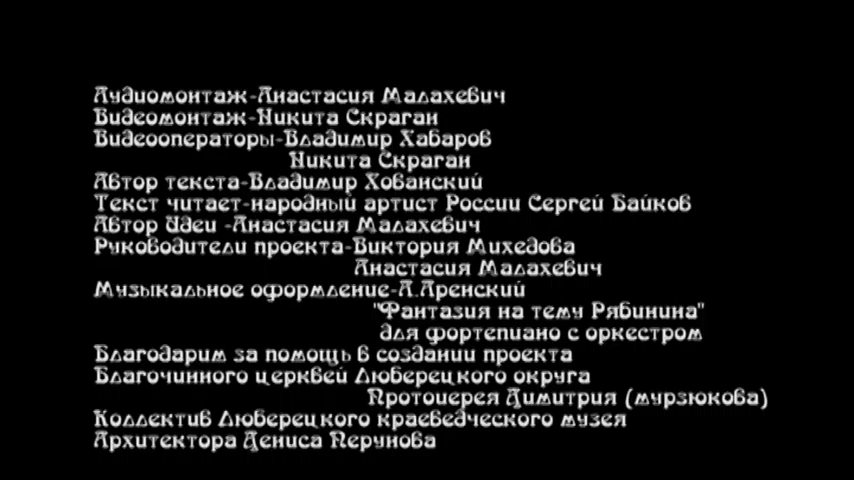 Аудиомонтаж-Анастасия Малахевич
Видеомонтаж-Никита Скраган
Видеооператоры-Владимир Хабаров
Никита Скраган
Автор текста-Владимир Хованский
Текст читает-народный артист России Сергей Байков
Автор Идеи -Анастасия Малахевич
Руководители проекта-Виктория Михедова
Анастасия Малахевич
Музыкальное оформление-А.Аренский
"Фантазия на тему Рябинина"
для фортепиано с оркестром
Благодарим за помощь в создании проекта
Благочинного церквей Люберецкого округа
Протоиерея Димитрия (мурзюкова)
Коллектив Люберецкого краеведческого музея
Архитектора Дениса Перунова